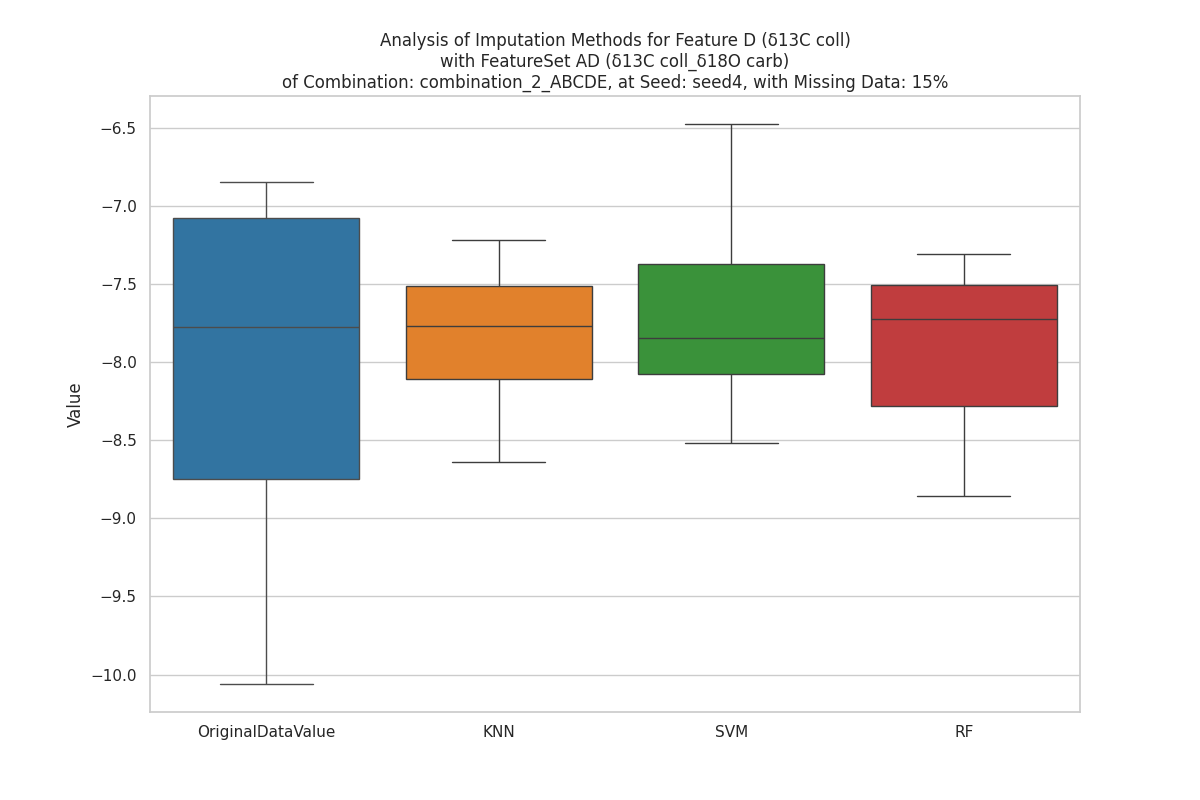 Analysis of Imputation Methods for Feature D (δ13C coll)
with FeatureSet AD (δ13C coll_δ18O carb)
of Combination: combination_2_ABCDE, at Seed: seed4, with Missing Data: 15%
−6.5
−7.0
−7.5
−8.0
−8.5
−9.0
−9.5
−10.0
Value
OriginalDataValue
KNN
SVM
RF